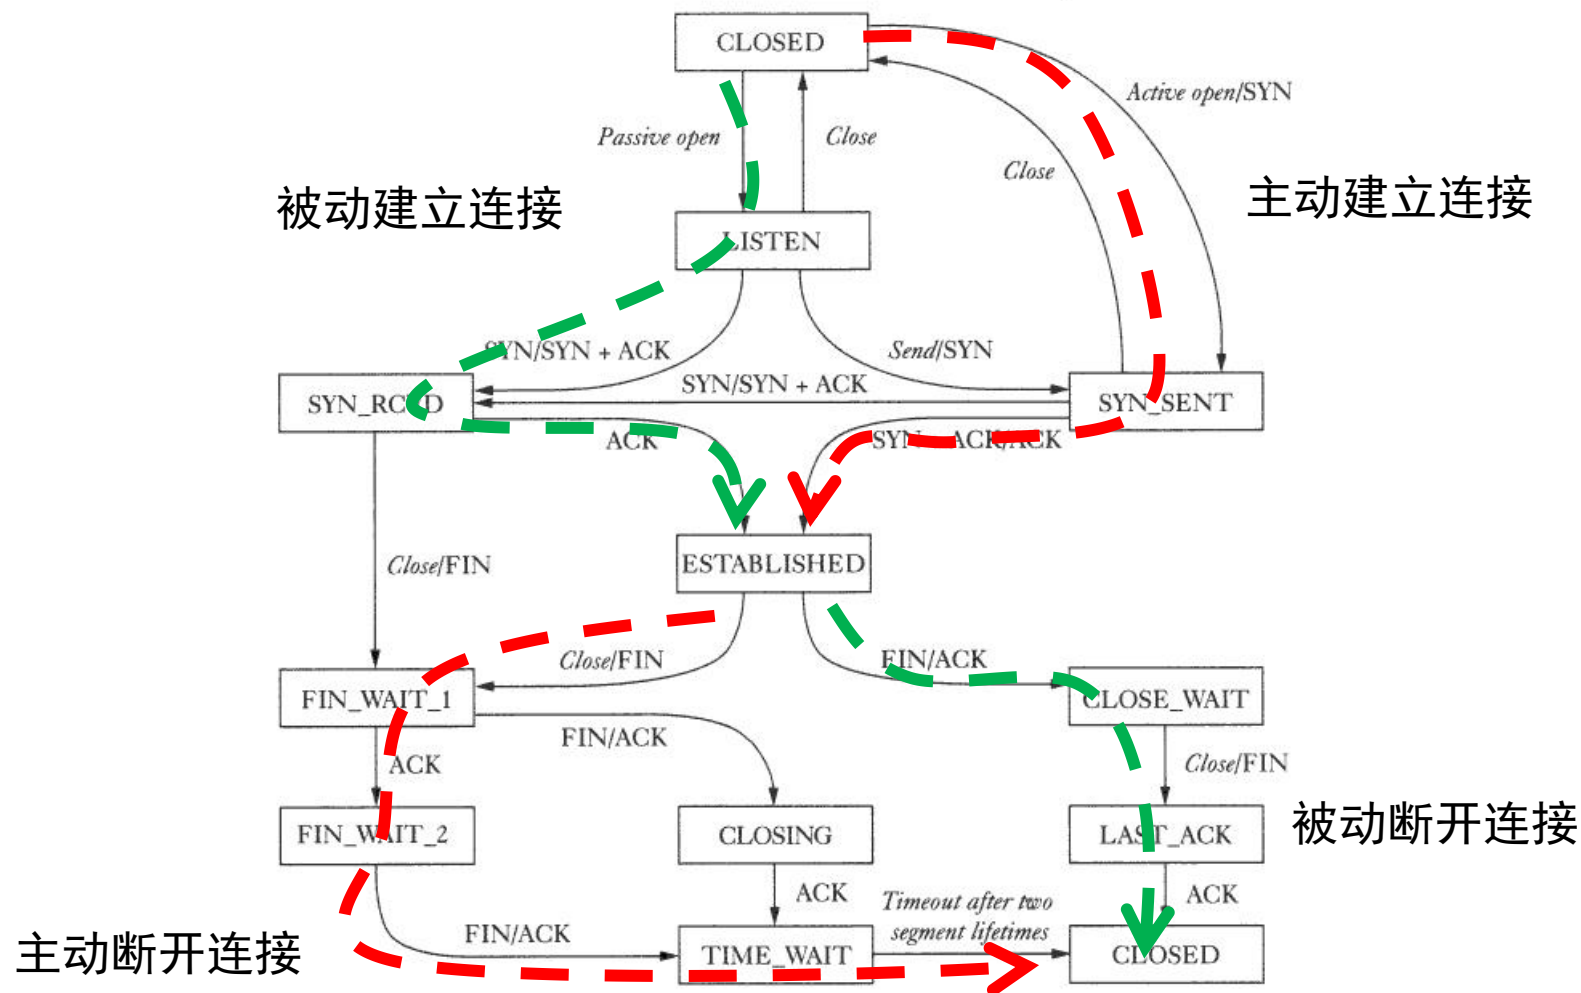 CLOSED
Active open/SYN
Passive open
Close
Close
被动建立连接
主动建立连接
LISTEN
SYN/SYN + ACK
Send/SYN
SYN/SYN + ACK
SYN_RCVD
SYN_SENT
ACK
SYN + ACK/ACK
ESTABLISHED
Close/FIN
Close/FIN
FIN/ACK
FIN_WAIT_1
CLOSE_WAIT
FIN/ACK
ACK
Close/FIN
FIN_WAIT_2
CLOSING
LAST_ACK
被动断开连接
ACK
Timeout after two
segment lifetimes
ACK
主动断开连接
FIN/ACK
TIME_WAIT
CLOSED